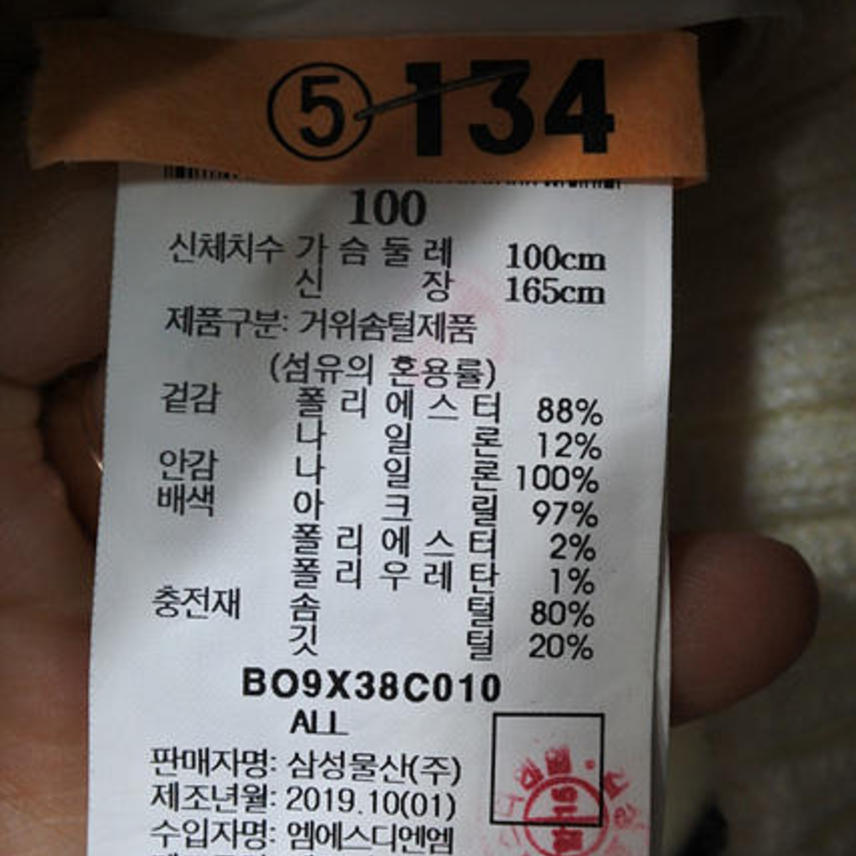 ⑤ 134
100
신체치수 가슴둘레 100cm
신장 165cm
제품구분: 거위솜털제품
(섬유의 혼용률)
겉감 폴리에스터 88%
나일론 12%
안감 나일론 100%
배색 아크릴 97%
폴리에스터 2%
폴리우레탄 1%
충전재 솜털 80%
깃털 20%
BO9X38C010
ALL
판매자명: 삼성물산(주)
제조년월: 2019.10(01)
수입자명: 엠에스디엔엠